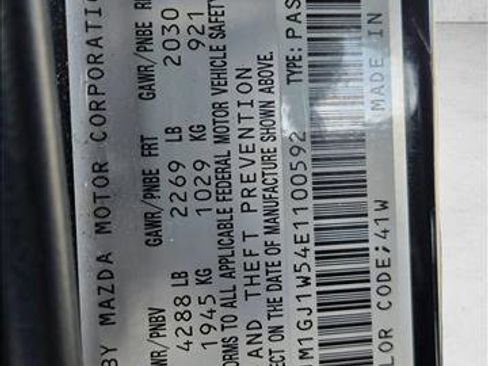 BY MAZDA MOTOR CORPORATI
WR/PNBV GAWR/PNBE FRT GAWR/PNBE R
4288 LB 2269 LB 2030
1945 KG 1029 KG 921
ORMS TO ALL APPLICABLE FEDERAL MOTOR VEHICLE SAFETY
AND THEFT PREVENTION
ECT ON THE DATE OF MANUFACTURE SHOWN ABOVE.
M1GJ1W54E1100592 TYPE: PAS
MADE IN
LOR CODE;41W